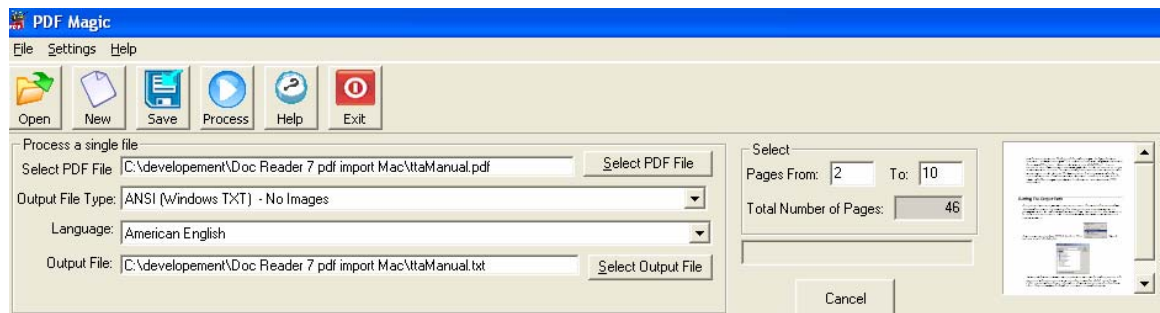 PDF Magic
File Settings Help
Open New Save Process Help Exit
Process a single file
Select PDF File C:\developement\Doc Reader 7 pdf import Mac\ttaManual.pdf Select PDF File
Output File Type: ANSI (Windows TXT) - No Images
Language: American English
Output File: C:\developement\Doc Reader 7 pdf import Mac\ttaManual.txt Select Output File
Select
Pages From: 2 To: 10
Total Number of Pages: 46
Cancel